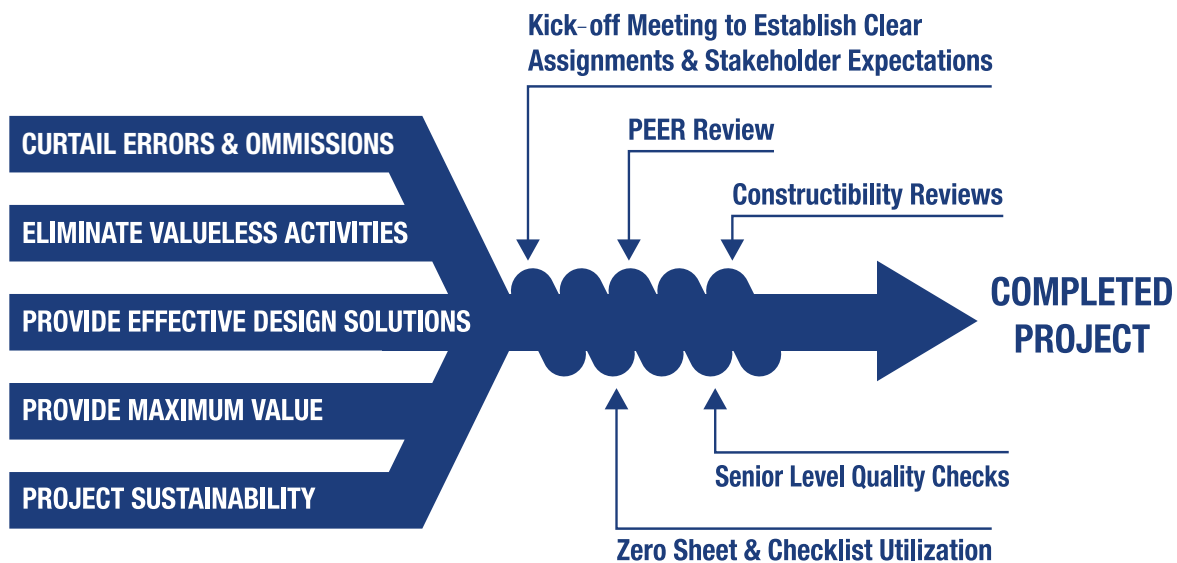 Kick-off Meeting to Establish Clear
Assignments & Stakeholder Expectations
CURTAIL ERRORS & OMMISSIONS
PEER Review
Constructibility Reviews
ELIMINATE VALUELESS ACTIVITIES
PROVIDE EFFECTIVE DESIGN SOLUTIONS
COMPLETED
PROJECT
PROVIDE MAXIMUM VALUE
PROJECT SUSTAINABILITY
Senior Level Quality Checks
Zero Sheet & Checklist Utilization